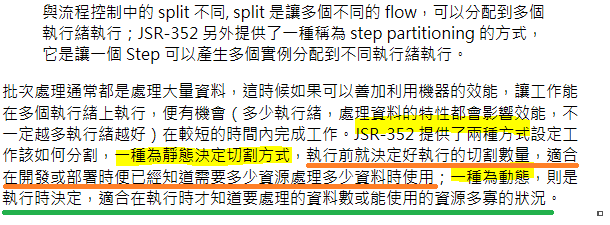 與流程控制中的 split 不同, split 是讓多個不同的 flow，可以分配到多個
執行緒執行；JSR-352 另外提供了一種稱為 step partitioning 的方式，
它是讓一個 Step 可以產生多個實例分配到不同執行緒執行。
批次處理通常都是處理大量資料，這時候如果可以善加利用機器的效能，讓工作能
在多個執行緒上執行，便有機會（多少執行緒，處理資料的特性都會影響效能，不
一定越多執行緒越好）在較短的時間內完成工作。JSR-352 提供了兩種方式設定工
作該如何分割，一種為靜態決定切割方式，執行前就決定好執行的切割數量，適合
在開發或部署時便已經知道需要多少資源處理多少資料時使用；一種為動態，則是
執行時決定，適合在執行時才知道要處理的資料數或能使用的資源多寡的狀況。